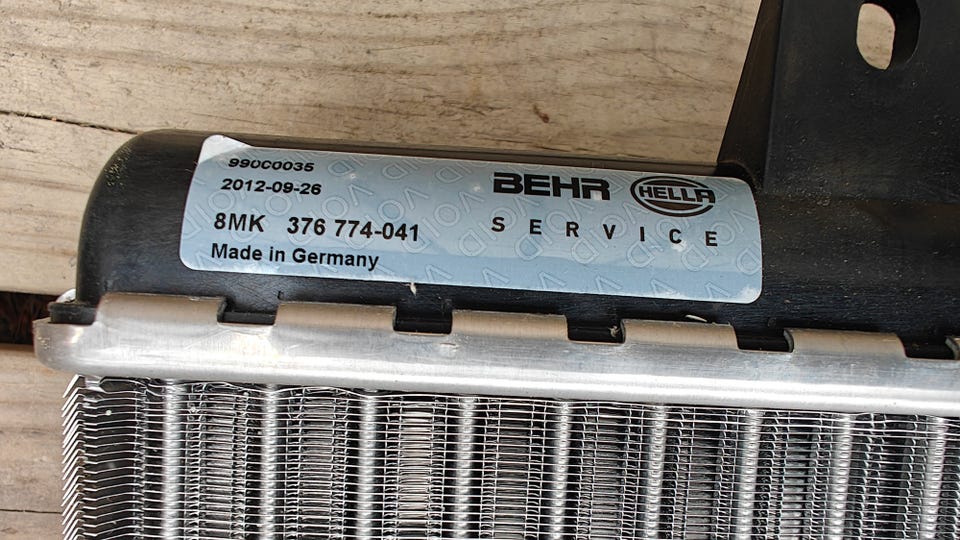 990C0035
2012-09-26
8MK 376 774-041
Made in Germany
BEHR HELLA
SERVICE